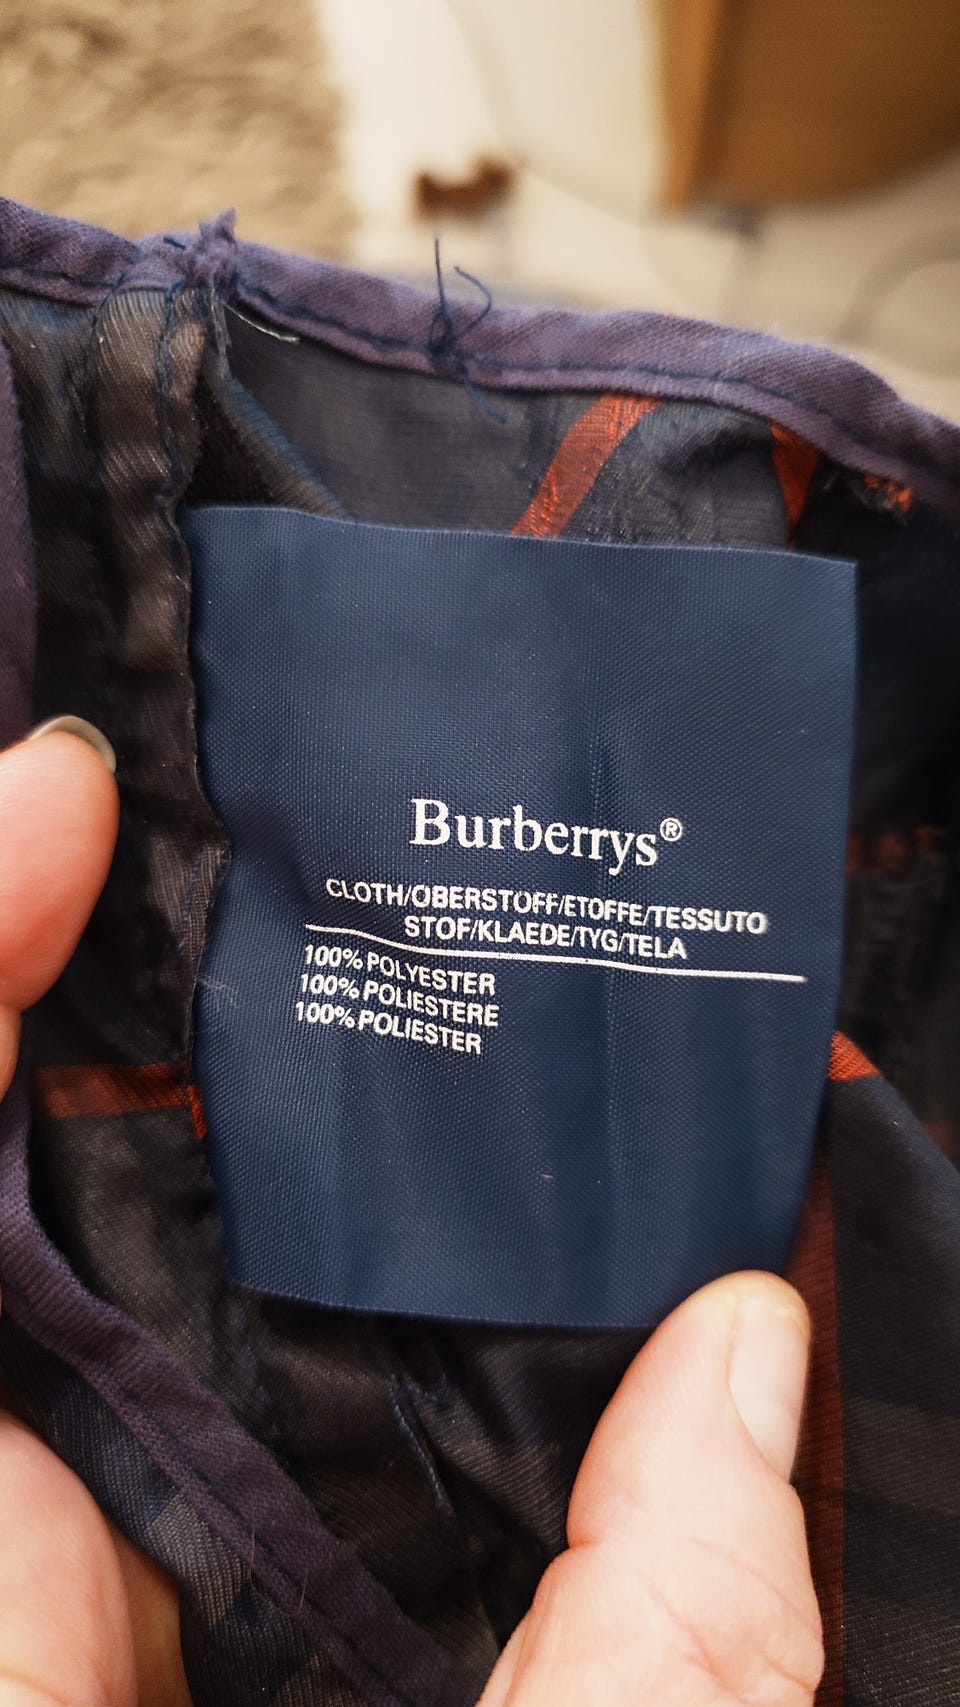 Burberrys®
CLOTH/OBERSTOFF/ETOFFE/TESSUTO
STOF/KLAEDE/TYG/TELA
100% POLYESTER
100% POLIESTERE
100% POLIESTER